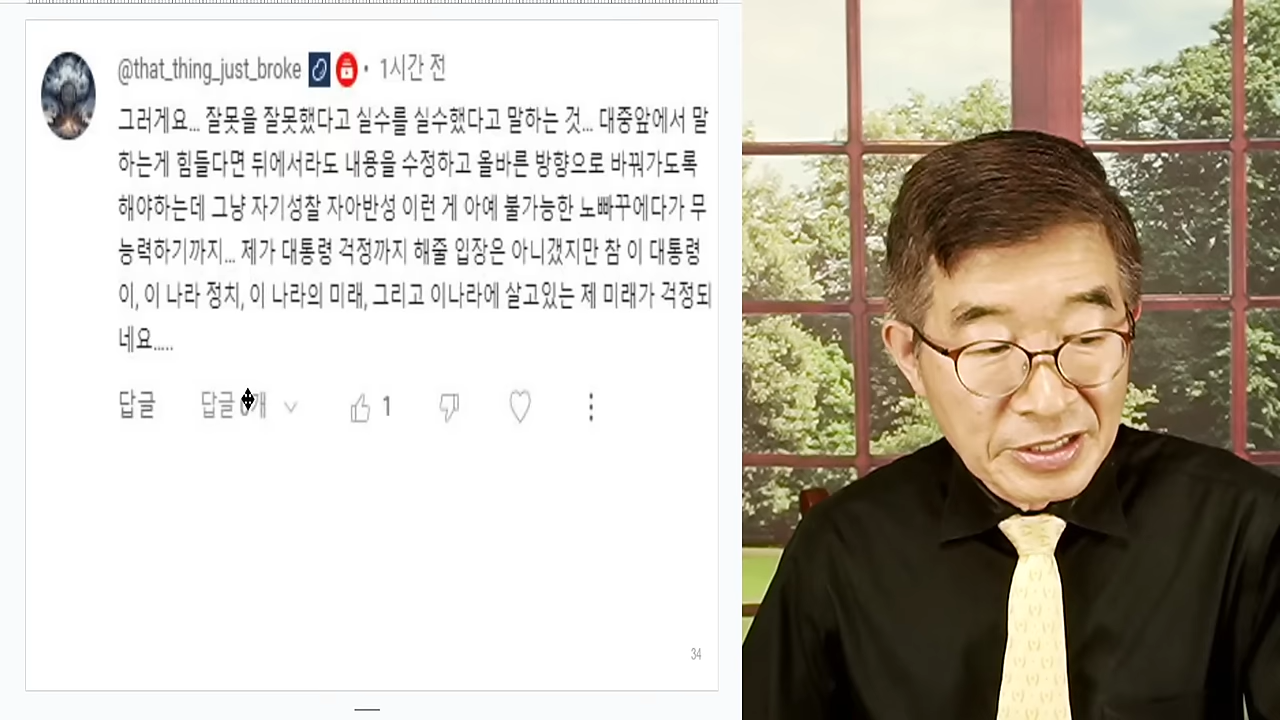 @that_thing_just_broke · 1시간 전
그러게요... 잘못을 잘못했다고 실수를 실수했다고 말하는 것... 대중앞에서 말
하는게 힘들다면 뒤에서라도 내용을 수정하고 올바른 방향으로 바꿔가도록
해야하는데 그냥 자기성찰 자아반성 이런 게 아예 불가능한 노빠꾸에다가 무
능력하기까지... 제가 대통령 걱정까지 해줄 입장은 아니겠지만 참 이 대통령
이, 이 나라 정치, 이 나라의 미래, 그리고 이나라에 살고있는 제 미래가 걱정되
네요.....
답글 답글 개 1
34